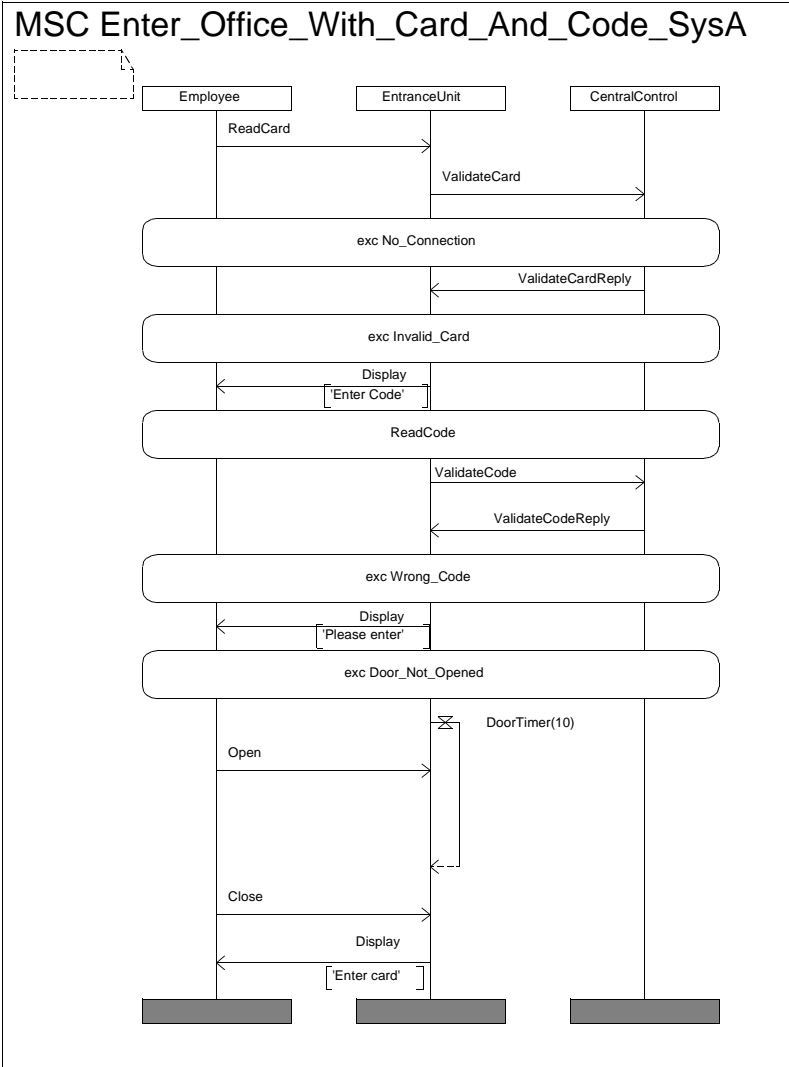 MSC Enter_Office_With_Card_And_Code_SysA
Employee
EntranceUnit
CentralControl
ReadCard
ValidateCard
exc No_Connection
ValidateCardReply
exc Invalid_Card
Display
'Enter Code'
ReadCode
ValidateCode
ValidateCodeReply
exc Wrong_Code
Display
'Please enter'
exc Door_Not_Opened
DoorTimer(10)
Open
Close
Display
'Enter card'